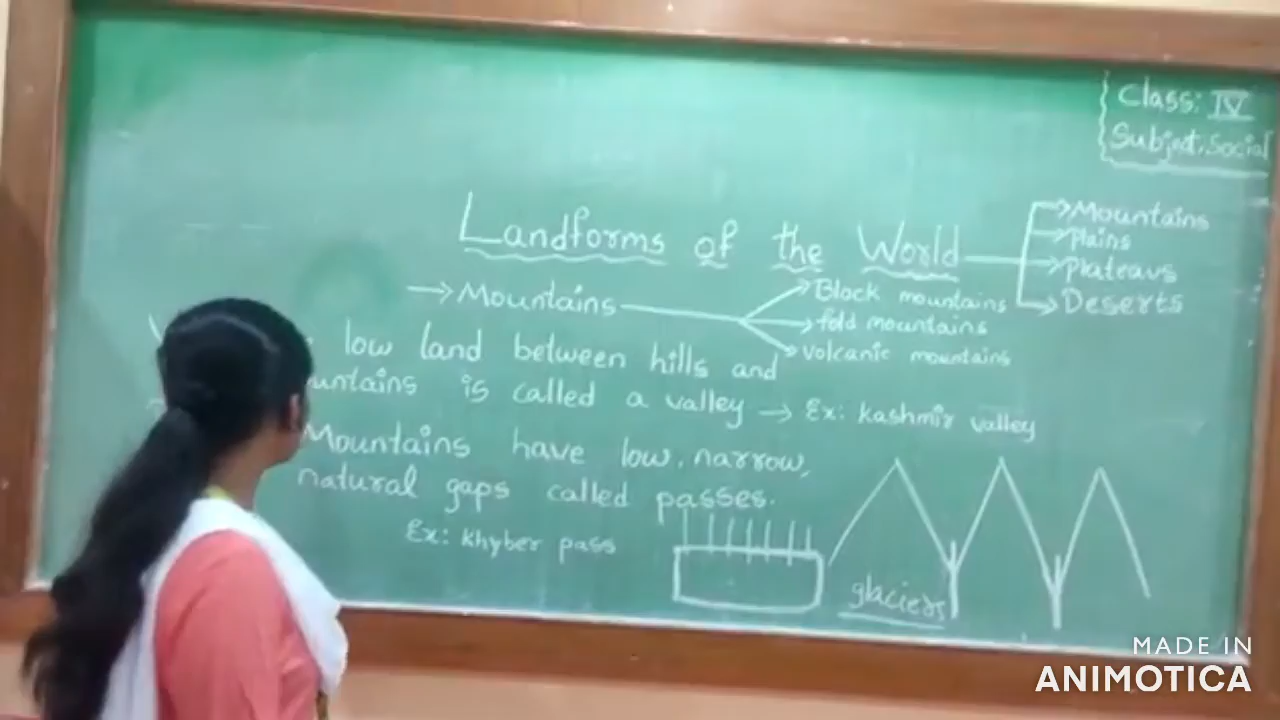 Class: IV
Subject: Social
Landforms of the World
Mountains
Plains
Plateaus
Deserts
Mountains
Block mountains
fold mountains
volcanic mountains
low land between hills and
is called a valley → Ex: kashmir valley
Mountains have low, narrow,
natural gaps called passes.
Ex: Khyber pass
glaciers
MADE IN
ANIMOTICA